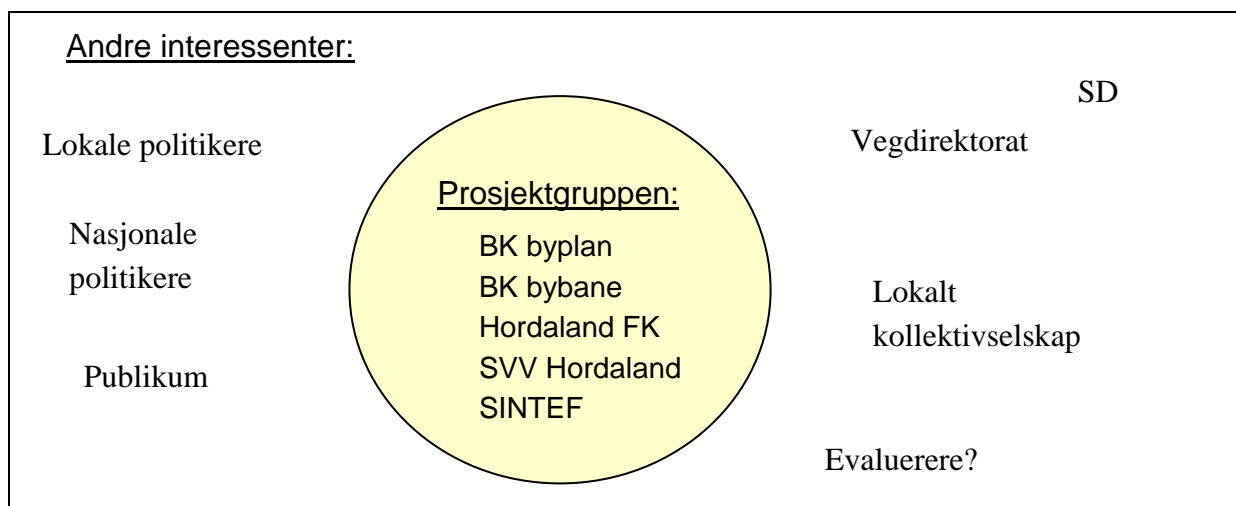 Andre interessenter:
Lokale politikere
Nasjonale
politikere
Publikum
Prosjektgruppen:
BK byplan
BK bybane
Hordaland FK
SVV Hordaland
SINTEF
SD
Vegdirektorat
Lokalt
kollektivselskap
Evaluerere?